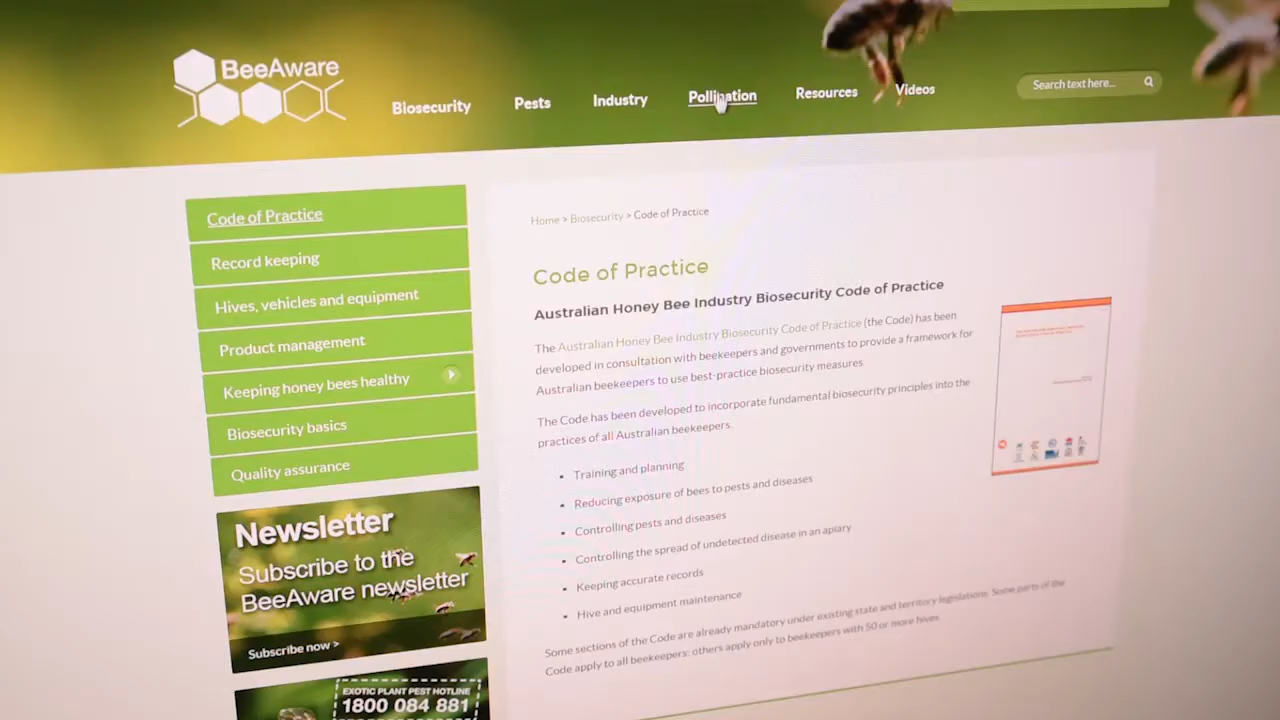 BeeAware
Biosecurity
Pests
Industry
Pollination
Resources
Videos
Search text here...
Code of Practice
Record keeping
Hives, vehicles and equipment
Product management
Keeping honey bees healthy
Biosecurity basics
Quality assurance
Newsletter
Subscribe to the
BeeAware newsletter
Subscribe now >
EXOTIC PLANT PEST HOTLINE
1800 084 881
Home > Biosecurity > Code of Practice
Code of Practice
Australian Honey Bee Industry Biosecurity Code of Practice
The Australian Honey Bee Industry Biosecurity Code of Practice (the Code) has been
developed in consultation with beekeepers and governments to provide a framework for
Australian beekeepers to use best-practice biosecurity measures.
The Code has been developed to incorporate fundamental biosecurity principles into the
practices of all Australian beekeepers.
Training and planning
Reducing exposure of bees to pests and diseases
Controlling pests and diseases
Controlling the spread of undetected disease in an apiary
Keeping accurate records
Hive and equipment maintenance
Some sections of the Code are already mandatory under existing state and territory legislations. Some parts of the
Code apply to all beekeepers: others apply only to beekeepers with 50 or more hives.